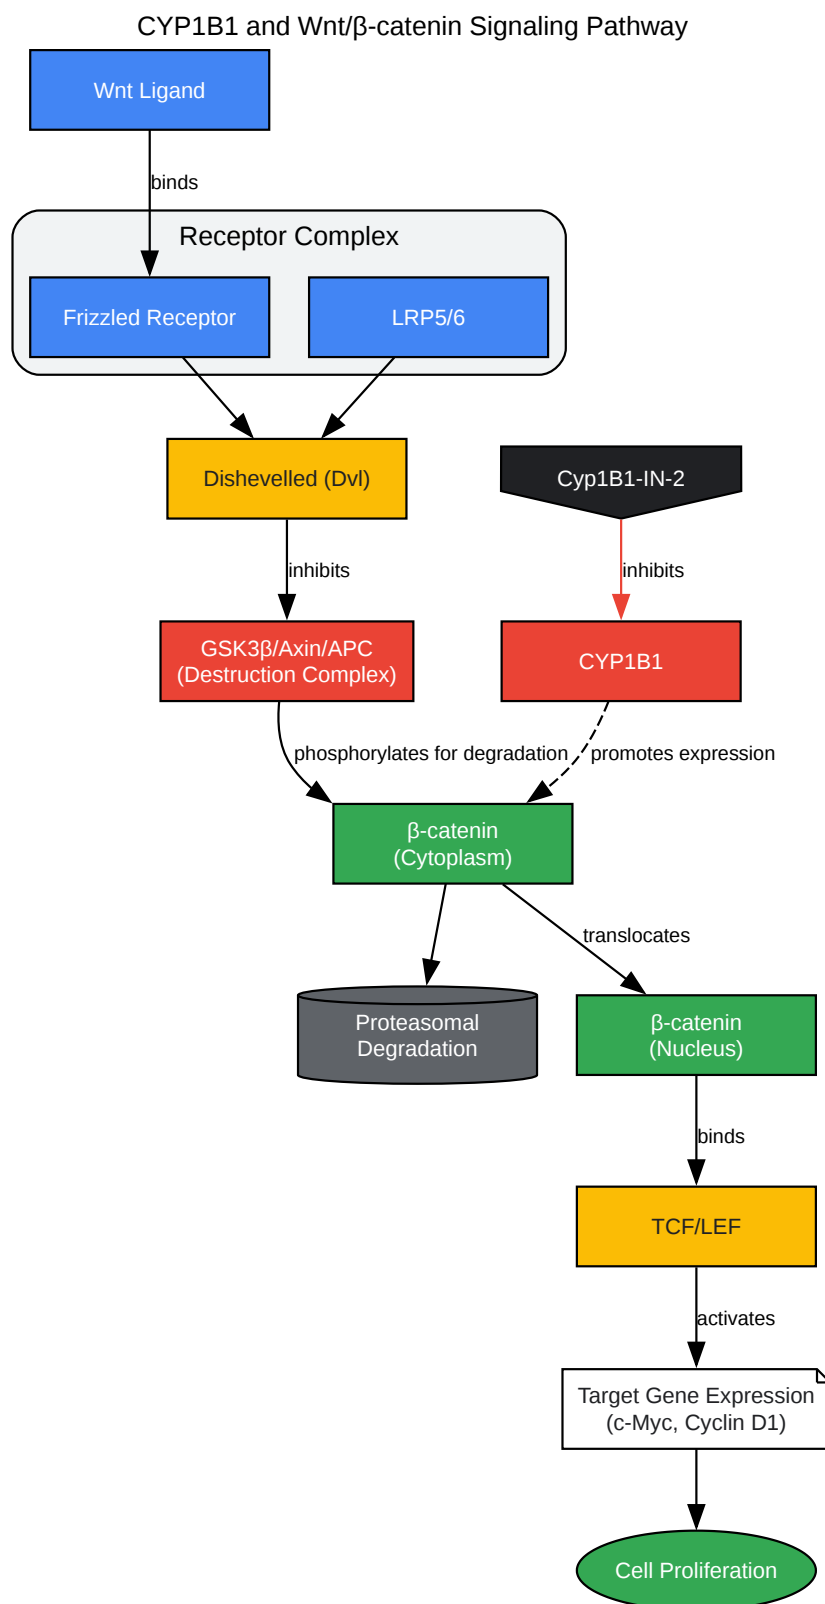 CYP1B1 and Wnt/β-catenin Signaling Pathway
Wnt Ligand
binds
Receptor Complex
Frizzled Receptor
LRP5/6
Dishevelled (Dvl)
Cyp1B1-IN-2
inhibits
inhibits
GSK3β/Axin/APC
(Destruction Complex)
CYP1B1
phosphorylates for degradation
promotes expression
β-catenin
(Cytoplasm)
translocates
Proteasomal
Degradation
β-catenin
(Nucleus)
binds
TCF/LEF
activates
Target Gene Expression
(c-Myc, Cyclin D1)
Cell Proliferation